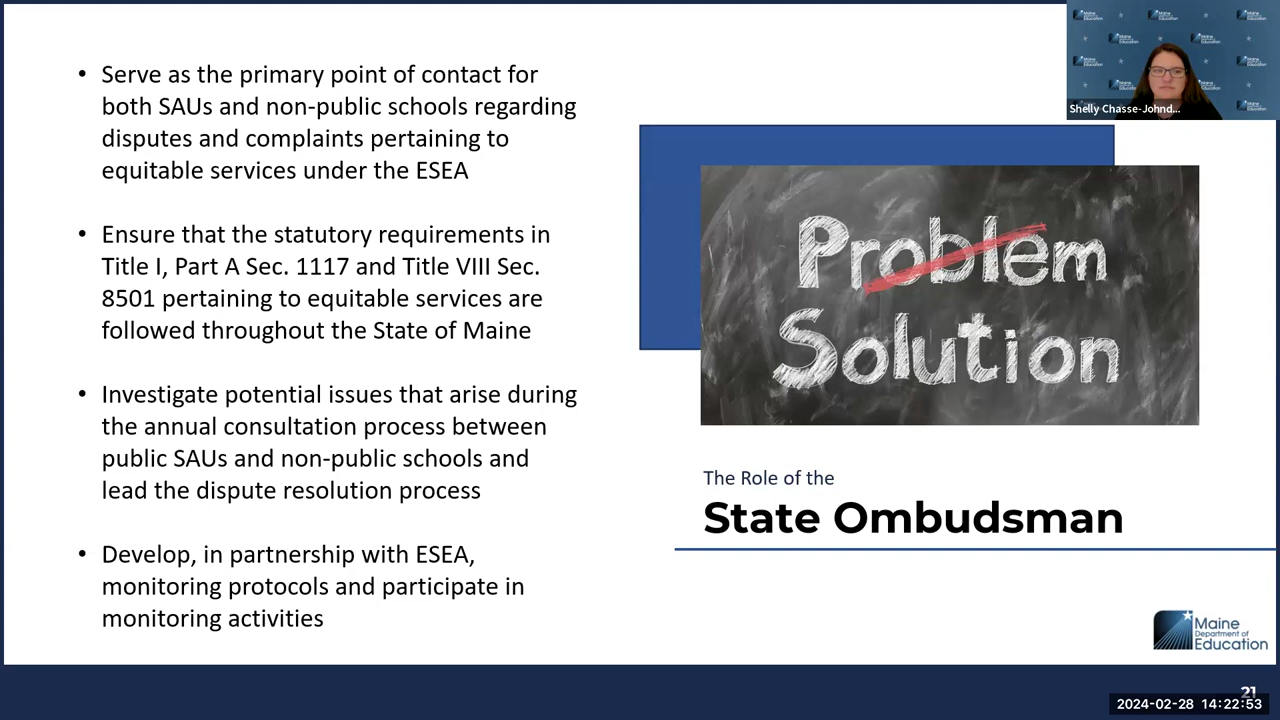 • Serve as the primary point of contact for
both SAUs and non-public schools regarding
disputes and complaints pertaining to
equitable services under the ESEA
• Ensure that the statutory requirements in
Title I, Part A Sec. 1117 and Title VIII Sec.
8501 pertaining to equitable services are
followed throughout the State of Maine
• Investigate potential issues that arise during
the annual consultation process between
public SAUs and non-public schools and
lead the dispute resolution process
• Develop, in partnership with ESEA,
monitoring protocols and participate in
monitoring activities
Shelly Chasse-Johnd...
Problem
Solution
The Role of the
State Ombudsman
Maine
Department of
Education
21
2024-02-28 14:22:53